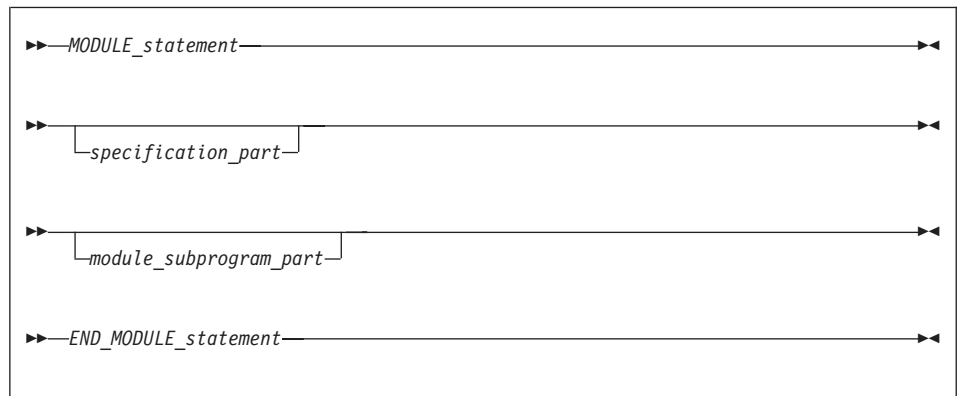 MODULE_statement
specification_part
module_subprogram_part
END_MODULE_statement